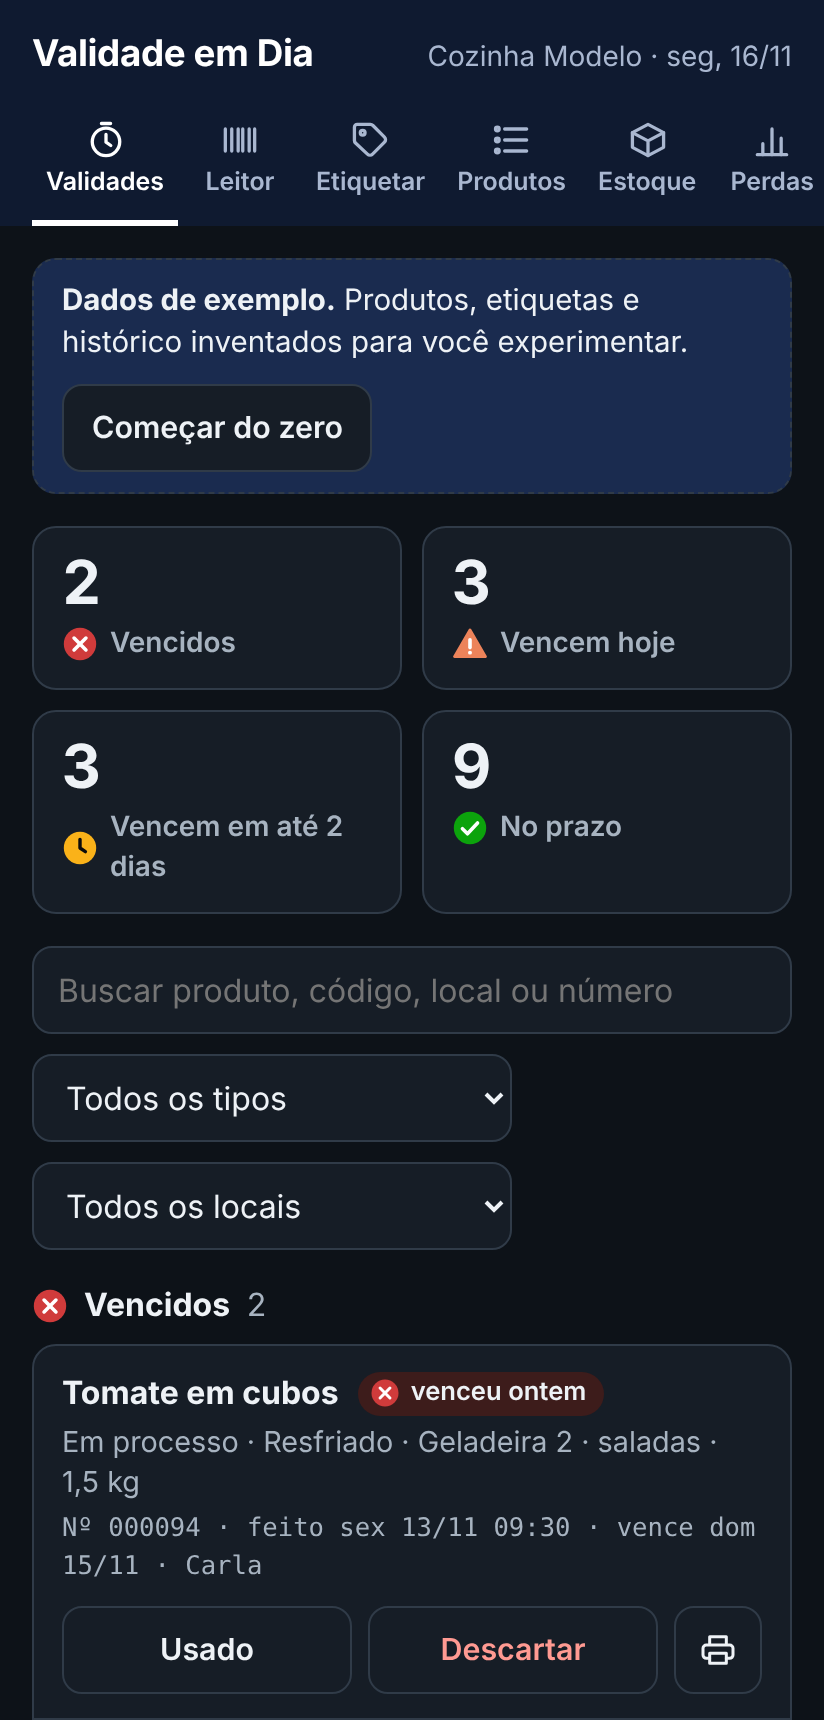 Validade em Dia
Cozinha Modelo · seg, 16/11
Validades
Leitor
Etiquetar
Produtos
Estoque
Perdas
Dados de exemplo. Produtos, etiquetas e
histórico inventados para você experimentar.
Começar do zero
2
Vencidos
3
Vencem hoje
3
Vencem em até 2
dias
9
No prazo
Buscar produto, código, local ou número
Todos os tipos
Todos os locais
Vencidos 2
Tomate em cubos
venceu ontem
Em processo · Resfriado · Geladeira 2 · saladas ·
1,5 kg
Nº 000094 · feito sex 13/11 09:30 · vence dom
15/11 · Carla
Usado
Descartar